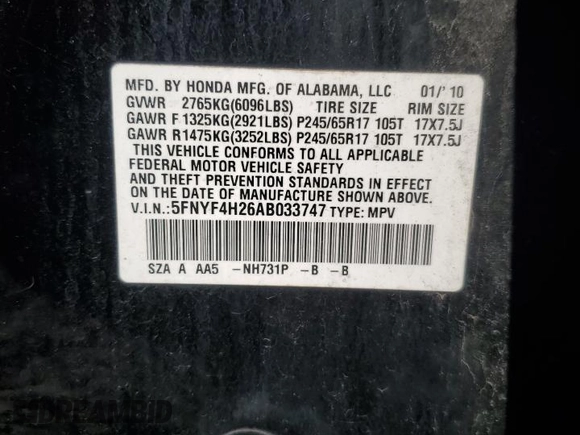 MFD. BY HONDA MFG. OF ALABAMA, LLC 01/'10
GVWR 2765KG(6096LBS) TIRE SIZE RIM SIZE
GAWR F 1325KG(2921LBS) P245/65R17 105T 17X7.5J
GAWR R1475KG(3252LBS) P245/65R17 105T 17X7.5J
THIS VEHICLE CONFORMS TO ALL APPLICABLE
FEDERAL MOTOR VEHICLE SAFETY
AND THEFT PREVENTION STANDARDS IN EFFECT
ON THE DATE OF MANUFACTURE SHOWN ABOVE.
V.I.N.: 5FNYF4H26AB033747 TYPE: MPV
SZA A AA5 -NH731P -B -B